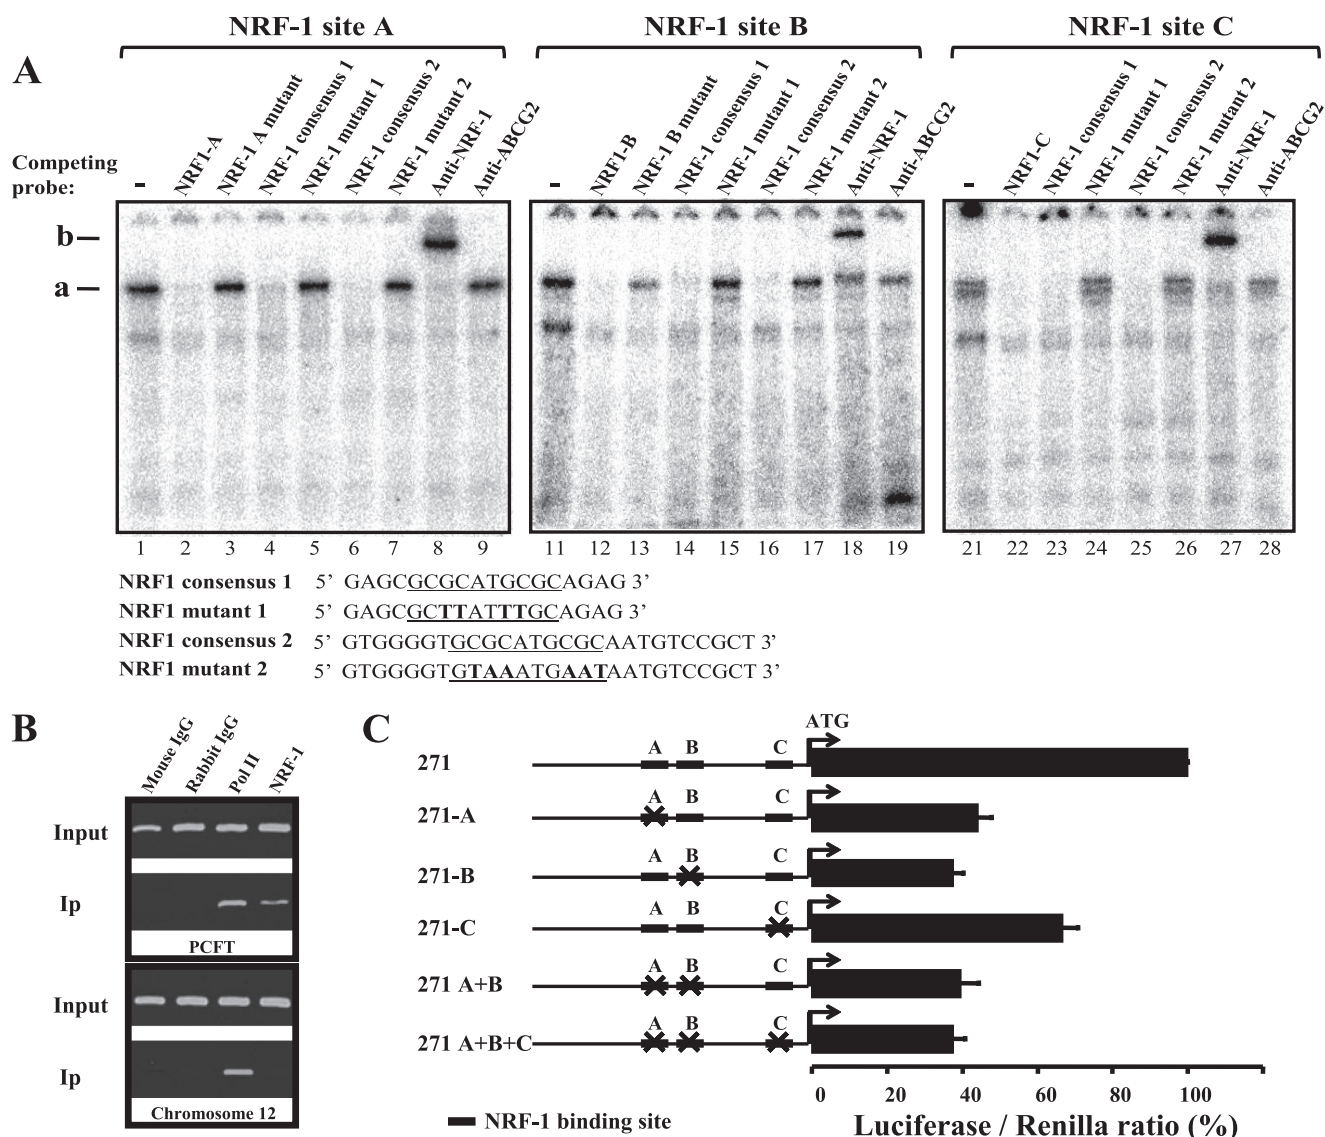 NRF-1 site A
NRF-1 site B
NRF-1 site C
A
Competing
probe:
-
NRF1-A
NRF-1 A mutant
NRF-1 consensus 1
NRF-1 mutant 1
NRF-1 consensus 2
NRF-1 mutant 2
Anti-NRF-1
Anti-ABCG2
-
NRF1-B
NRF-1 B mutant
NRF-1 consensus 1
NRF-1 mutant 1
NRF-1 consensus 2
NRF-1 mutant 2
Anti-NRF-1
Anti-ABCG2
-
NRF1-C
NRF-1 consensus 1
NRF-1 mutant 1
NRF-1 consensus 2
NRF-1 mutant 2
Anti-NRF-1
Anti-ABCG2
b
a
1 2 3 4 5 6 7 8 9
11 12 13 14 15 16 17 18 19
21 22 23 24 25 26 27 28
NRF1 consensus 1 5' GAGCGCGCATGCGCAGAG 3'
NRF1 mutant 1 5' GAGCGCTTATTTGCAGAG 3'
NRF1 consensus 2 5' GTGGGGTGCGCATGCGCAATGTCCGCT 3'
NRF1 mutant 2 5' GTGGGGTGTAAATGAATAATGTCCGCT 3'
B
Mouse IgG
Rabbit IgG
Pol II
NRF-1
Input
Ip
PCFT
Input
Ip
Chromosome 12
C
ATG
271 A B C
271-A A B C
271-B A B C
271-C A B C
271 A+B A B C
271 A+B+C A B C
0 20 40 60 80 100
Luciferase / Renilla ratio (%)
NRF-1 binding site